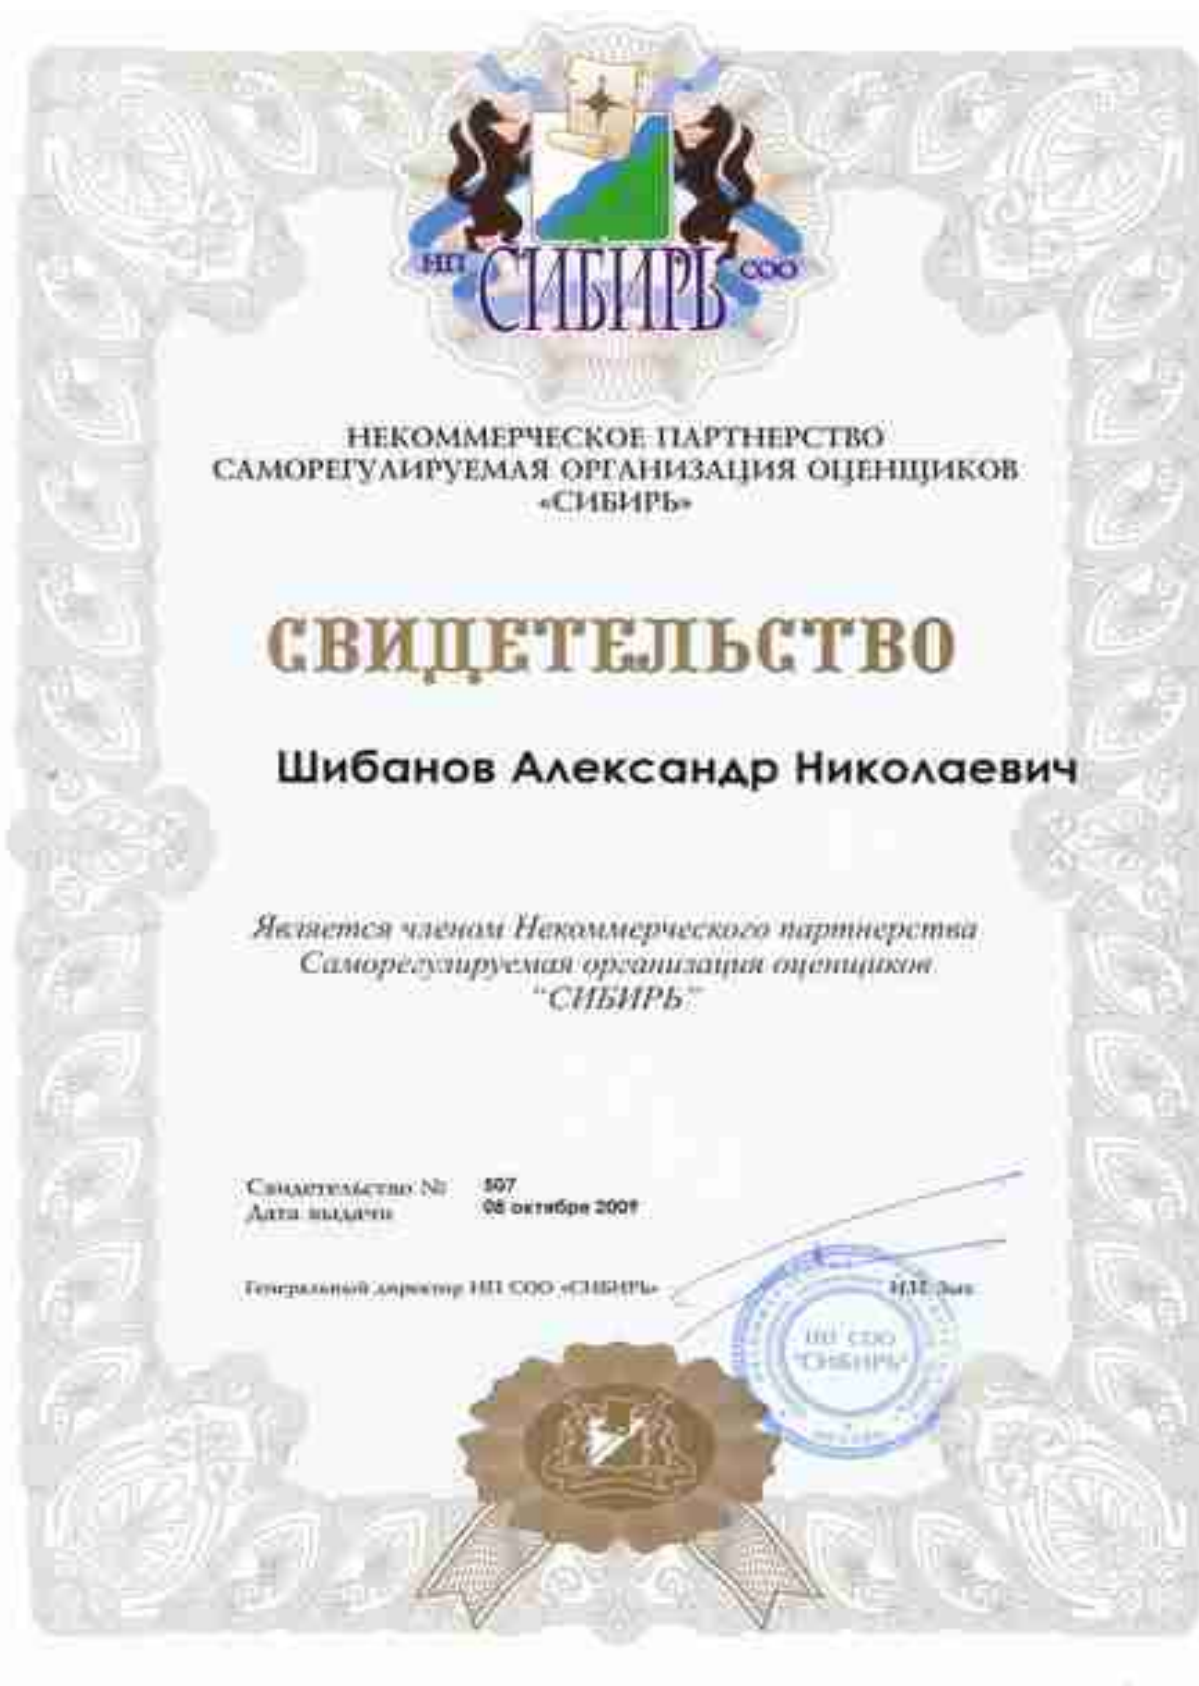 НП СИБИРЬ СОО
НЕКОММЕРЧЕСКОЕ ПАРТНЕРСТВО
САМОРЕГУЛИРУЕМАЯ ОРГАНИЗАЦИЯ ОЦЕНЩИКОВ
«СИБИРЬ»
СВИДЕТЕЛЬСТВО
Шибанов Александр Николаевич
Является членом Некоммерческого партнерства
Саморегулируемая организация оценщиков
“СИБИРЬ”
Свидетельство № 507
Дата выдачи октября 2009
Генеральный директор НП СОО «СИБИРЬ»
НП СОО
"СИБИРЬ"